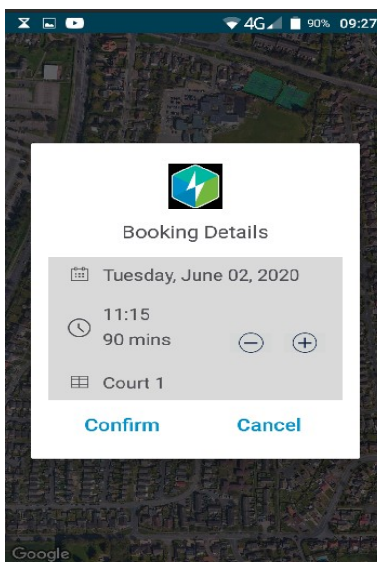 4G 90% 09:27
Booking Details
Tuesday, June 02, 2020
11:15
90 mins
Court 1
Confirm Cancel
Google